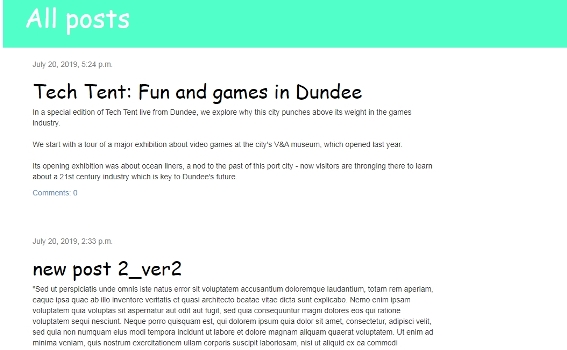 All posts
July 20, 2019, 5:24 p.m.
Tech Tent: Fun and games in Dundee
In a special edition of Tech Tent live from Dundee, we explore why this city punches above its weight in the games
industry.
We start with a tour of a major exhibition about video games at the city's V&A museum, which opened last year.
Its opening exhibition was about ocean liners, a nod to the past of this port city - now visitors are thronging there to learn
about a 21st century industry which is key to Dundee's future.
Comments: 0
July 20, 2019, 2:33 p.m.
new post 2_ver2
"Sed ut perspiciatis unde omnis iste natus error sit voluptatem accusantium doloremque laudantium, totam rem aperiam,
eaque ipsa quae ab illo inventore veritatis et quasi architecto beatae vitae dicta sunt explicabo. Nemo enim ipsam
voluptatem quia voluptas sit aspernatur aut odit aut fugit, sed quia consequuntur magni dolores eos qui ratione
voluptatem sequi nesciunt. Neque porro quisquam est, qui dolorem ipsum quia dolor sit amet, consectetur, adipisci velit,
sed quia non numquam eius modi tempora incidunt ut labore et dolore magnam aliquam quaerat voluptatem. Ut enim ad
minima veniam, quis nostrum exercitationem ullam corporis suscipit laboriosam, nisi ut aliquid ex ea commodi